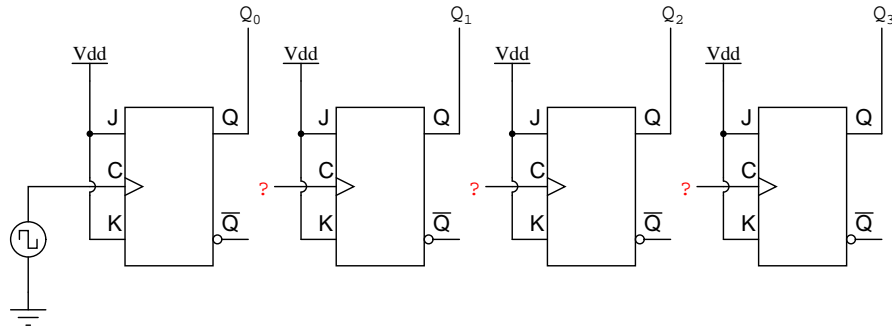 Q0 Q1 Q2 Q3
Vdd Vdd Vdd Vdd
J Q J Q J Q J Q
C ? C ? C ? C
K Q̅ K Q̅ K Q̅ K Q̅